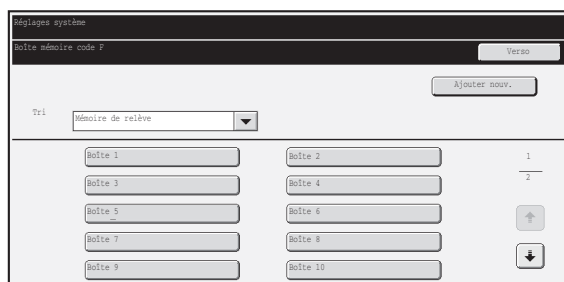 Réglages système
Boîte mémoire code F
Verso
Ajouter nouv.
Tri
Mémoire de relève
Boîte 1
Boîte 2
1
2
Boîte 3
Boîte 4
Boîte 5
Boîte 6
Boîte 7
Boîte 8
Boîte 9
Boîte 10